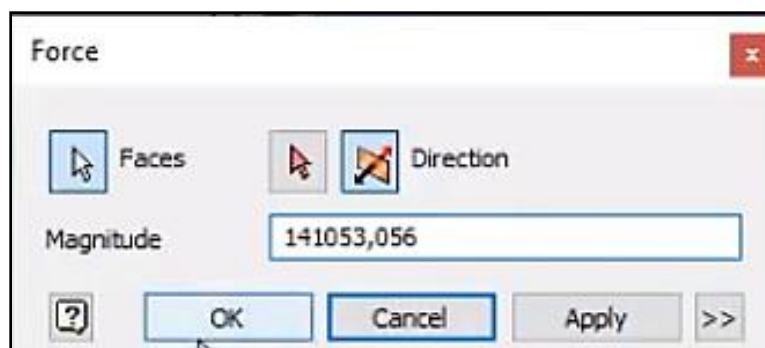 Force
Faces Direction
Magnitude 141053,056
OK Cancel Apply >>